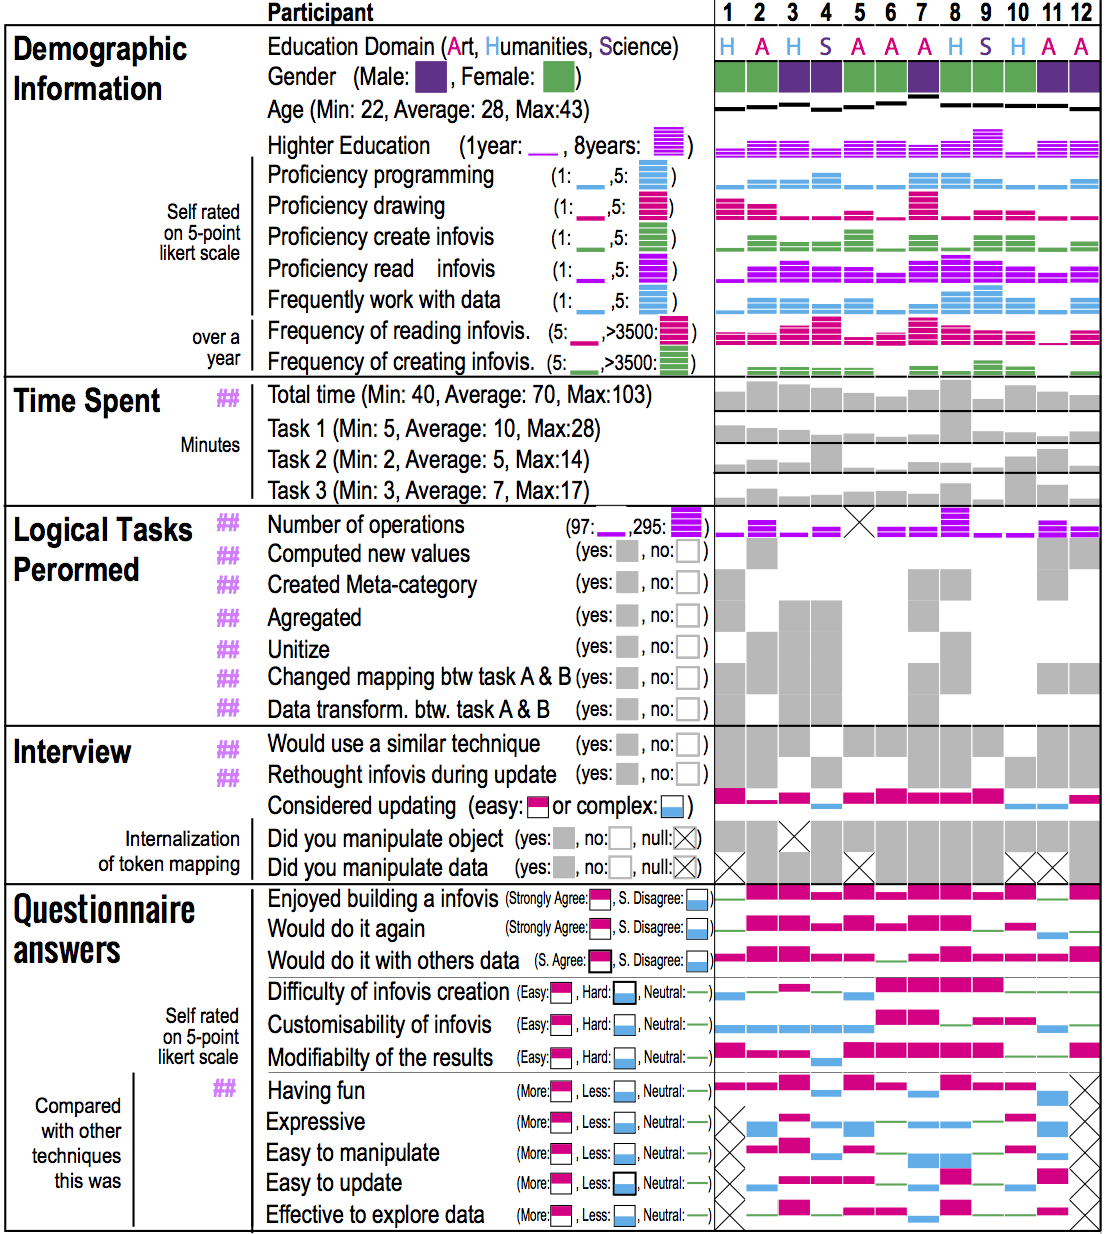 Participant 1 2 3 4 5 6 7 8 9 10 11 12
Demographic
Information
Education Domain (Art, Humanities, Science) H A H S A A A H S H A A
Gender (Male: , Female: )
Age (Min: 22, Average: 28, Max:43)
Highter Education (1year: , 8years: )
Self rated
on 5-point
likert scale
Proficiency programming (1: ,5: )
Proficiency drawing (1: ,5: )
Proficiency create infovis (1: ,5: )
Proficiency read infovis (1: ,5: )
Frequently work with data (1: ,5: )
over a
year
Frequency of reading infovis. (5: ,>3500: )
Frequency of creating infovis. (5: ,>3500: )
Time Spent ##
Minutes
Total time (Min: 40, Average: 70, Max:103)
Task 1 (Min: 5, Average: 10, Max:28)
Task 2 (Min: 2, Average: 5, Max:14)
Task 3 (Min: 3, Average: 7, Max:17)
Logical Tasks
Perormed
## Number of operations (97: ,295: )
## Computed new values (yes: , no: )
## Created Meta-category (yes: , no: )
## Agregated (yes: , no: )
## Unitize (yes: , no: )
## Changed mapping btw task A & B (yes: , no: )
## Data transform. btw. task A & B (yes: , no: )
Interview
## Would use a similar technique (yes: , no: )
## Rethought infovis during update (yes: , no: )
Considered updating (easy: or complex: )
Internalization
of token mapping
Did you manipulate object (yes: , no: , null: )
Did you manipulate data (yes: , no: , null: )
Questionnaire
answers
Enjoyed building a infovis (Strongly Agree: , S. Disagree: )
Would do it again (Strongly Agree: , S. Disagree: )
Would do it with others data (S. Agree: , S. Disagree: )
Self rated
on 5-point
likert scale
##
Difficulty of infovis creation (Easy: , Hard: , Neutral: )
Customisability of infovis (Easy: , Hard: , Neutral: )
Modifiabilty of the results (Easy: , Hard: , Neutral: )
Compared
with other
techniques
this was
Having fun (More: , Less: , Neutral: )
Expressive (More: , Less: , Neutral: )
Easy to manipulate (More: , Less: , Neutral: )
Easy to update (More: , Less: , Neutral: )
Effective to explore data (More: , Less: , Neutral: )